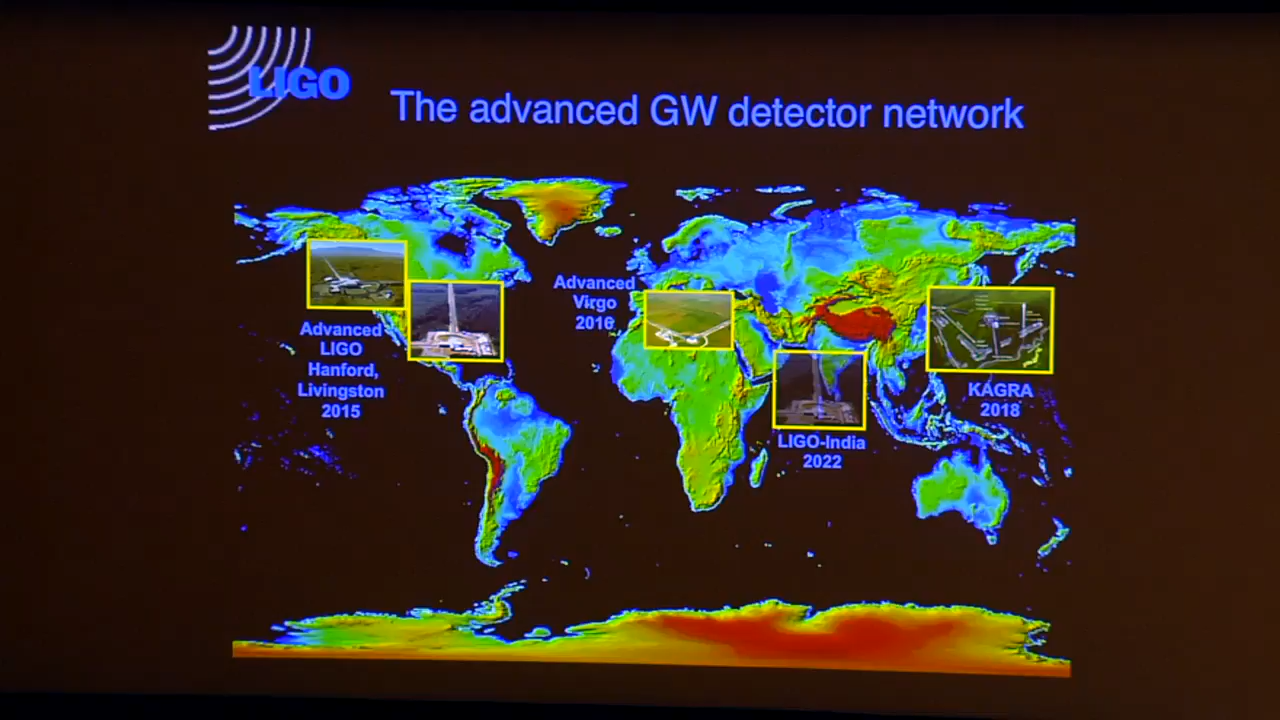 LIGO
The advanced GW detector network
Advanced
LIGO
Hanford,
Livingston
2015
Advanced
Virgo
2016
LIGO-India
2022
KAGRA
2018